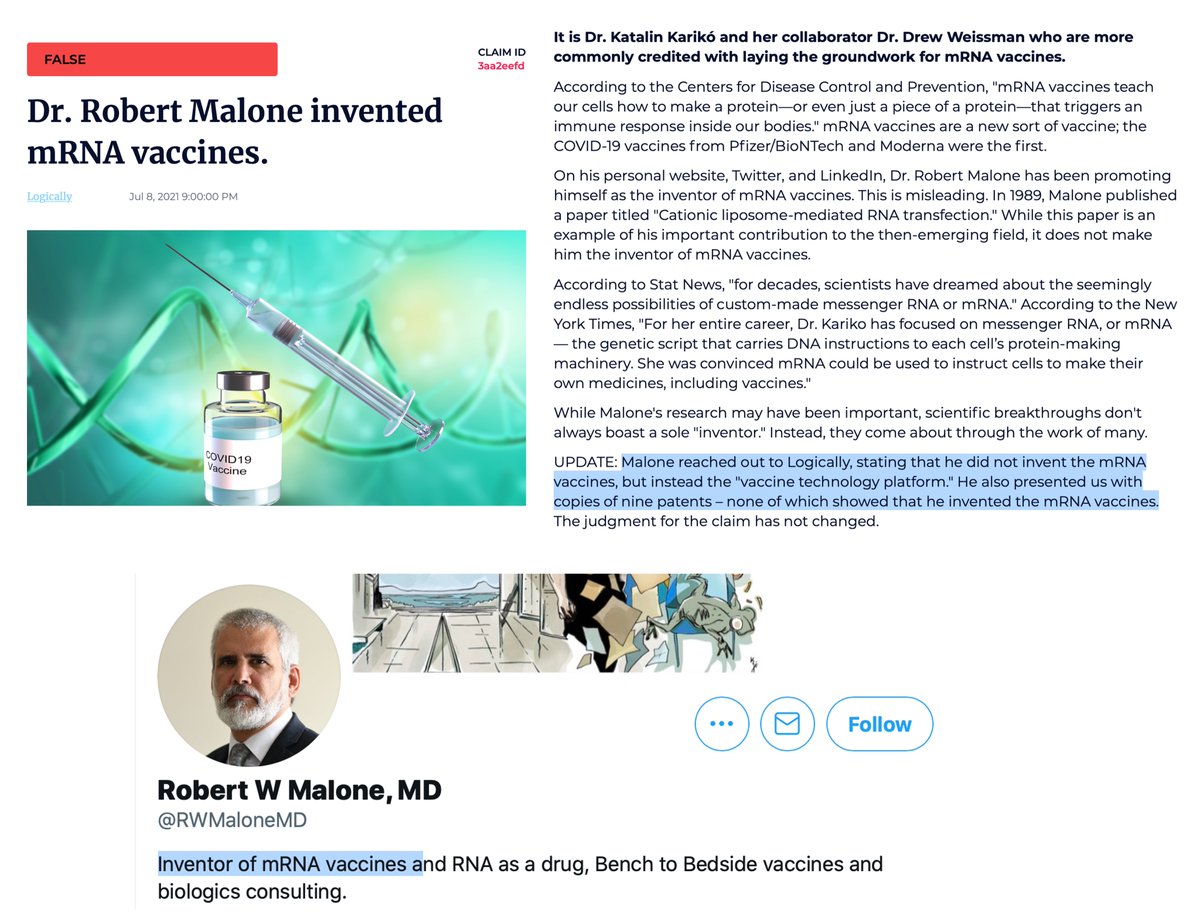 FALSE
CLAIM ID
3aa2eefd
Dr. Robert Malone invented
mRNA vaccines.
Logically
Jul 8, 2021 9:00:00 PM
COVID19
Vaccine
It is Dr. Katalin Karikó and her collaborator Dr. Drew Weissman who are more
commonly credited with laying the groundwork for mRNA vaccines.
According to the Centers for Disease Control and Prevention, "mRNA vaccines teach
our cells how to make a protein—or even just a piece of a protein—that triggers an
immune response inside our bodies." mRNA vaccines are a new sort of vaccine; the
COVID-19 vaccines from Pfizer/BioNTech and Moderna were the first.
On his personal website, Twitter, and LinkedIn, Dr. Robert Malone has been promoting
himself as the inventor of mRNA vaccines. This is misleading. In 1989, Malone published
a paper titled "Cationic liposome-mediated RNA transfection." While this paper is an
example of his important contribution to the then-emerging field, it does not make
him the inventor of mRNA vaccines.
According to Stat News, "for decades, scientists have dreamed about the seemingly
endless possibilities of custom-made messenger RNA or mRNA." According to the New
York Times, "For her entire career, Dr. Kariko has focused on messenger RNA, or mRNA
— the genetic script that carries DNA instructions to each cell’s protein-making
machinery. She was convinced mRNA could be used to instruct cells to make their
own medicines, including vaccines."
While Malone's research may have been important, scientific breakthroughs don't
always boast a sole "inventor." Instead, they come about through the work of many.
UPDATE: Malone reached out to Logically, stating that he did not invent the mRNA
vaccines, but instead the "vaccine technology platform." He also presented us with
copies of nine patents – none of which showed that he invented the mRNA vaccines.
The judgment for the claim has not changed.
Follow
Robert W Malone, MD
@RWMaloneMD
Inventor of mRNA vaccines and RNA as a drug, Bench to Bedside vaccines and
biologics consulting.